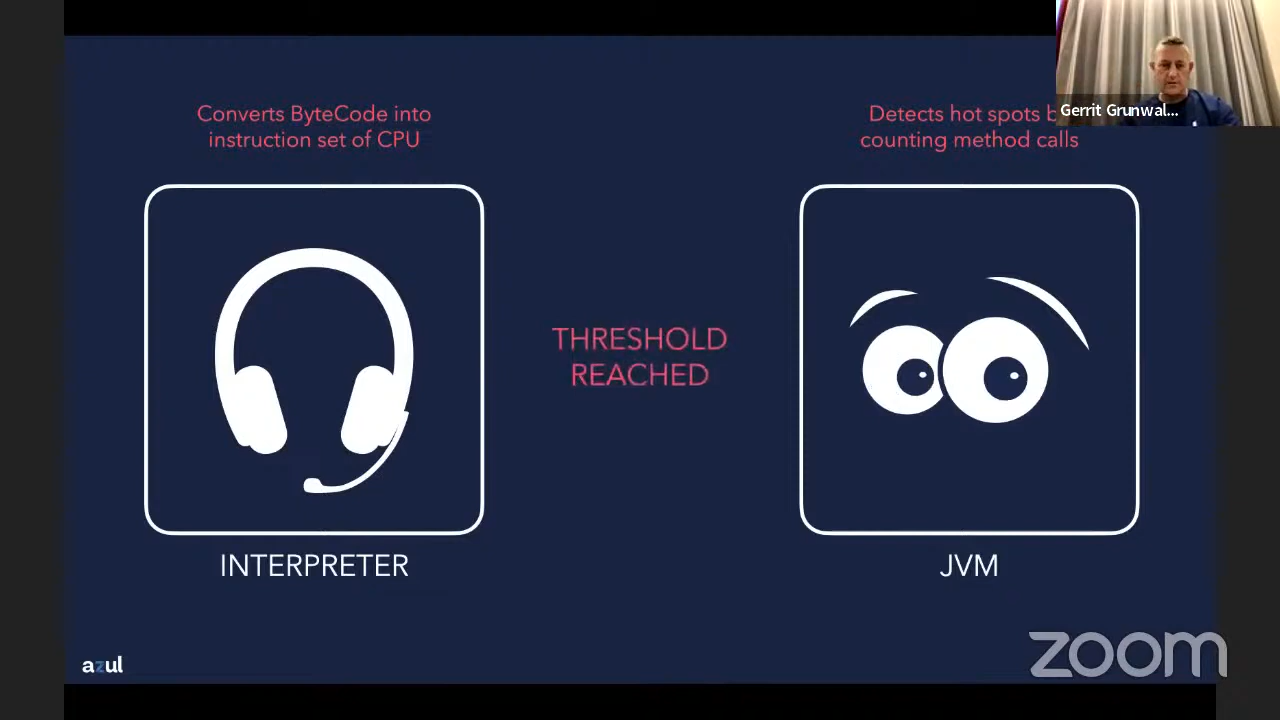 Converts ByteCode into
instruction set of CPU
Detects hot spots
counting method calls
Gerrit Grunwal...
THRESHOLD
REACHED
INTERPRETER
JVM
azul
zoom